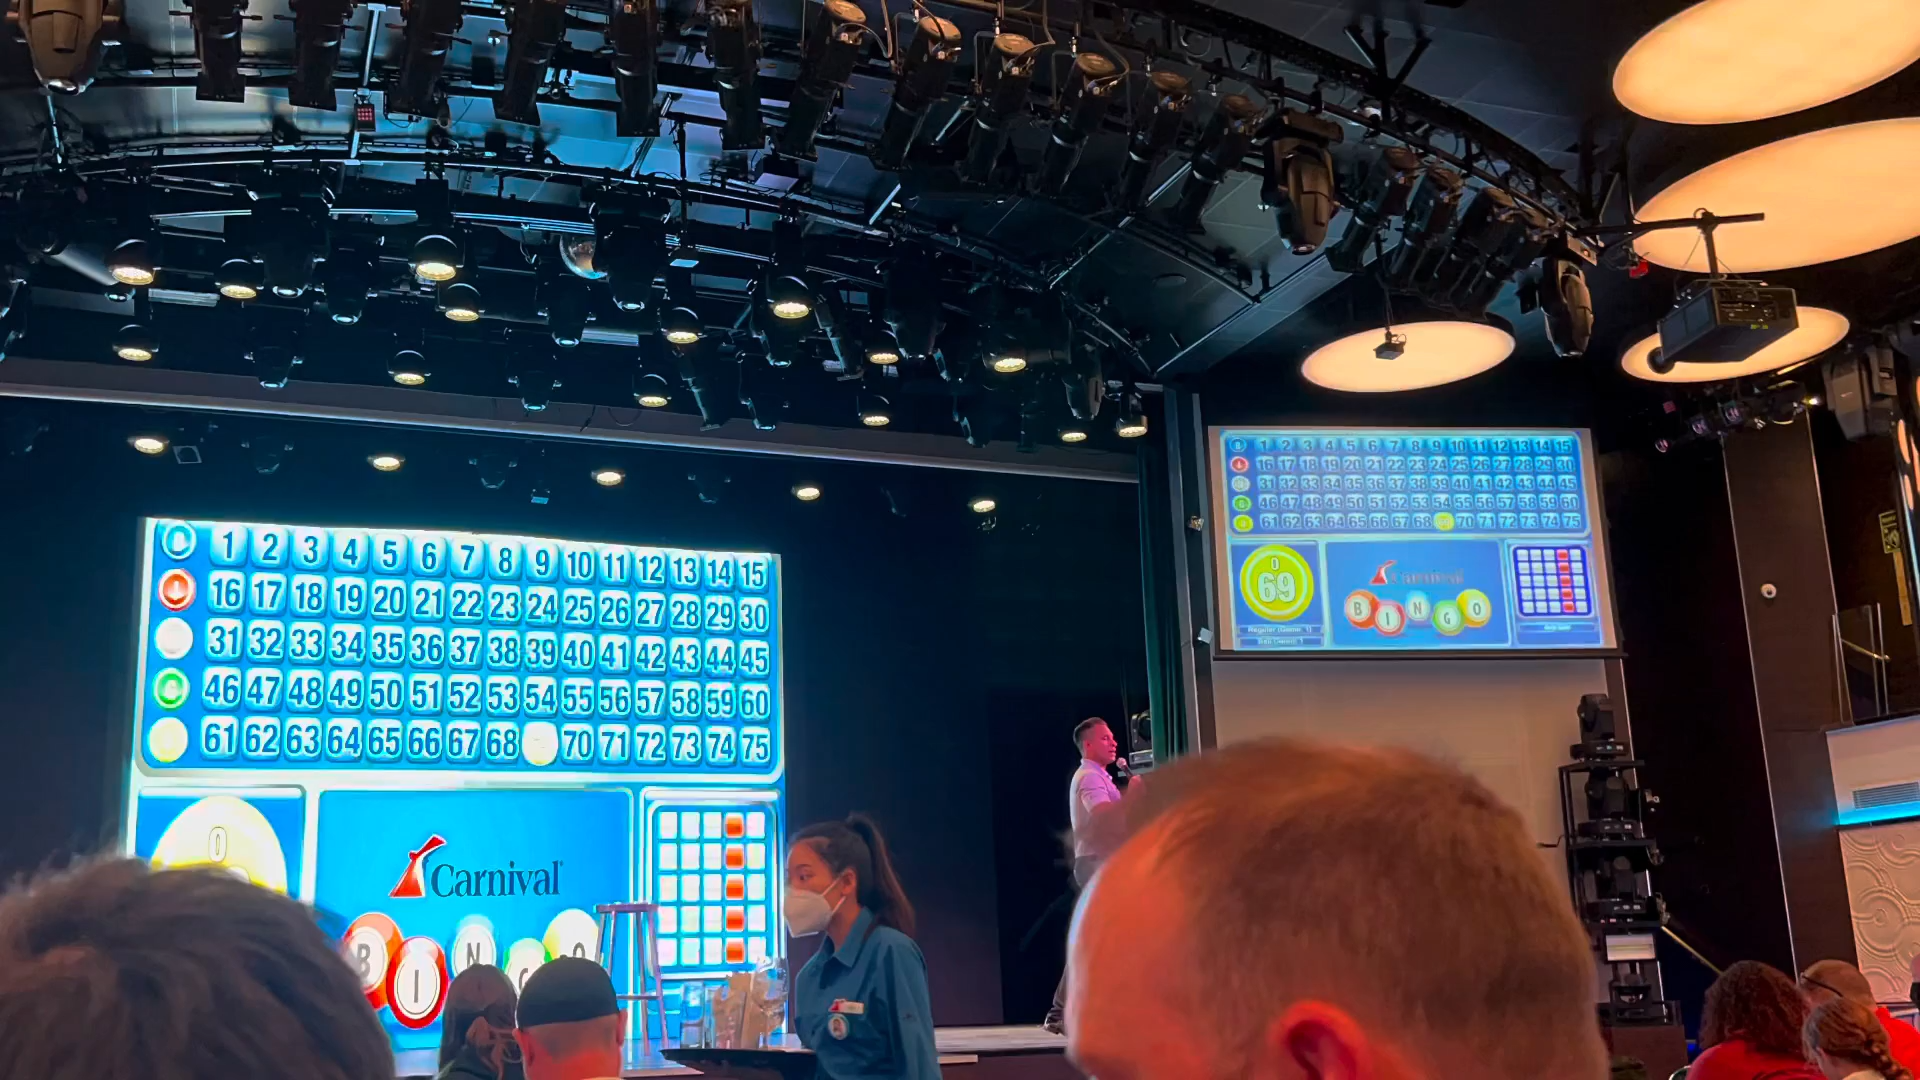 B 1 2 3 4 5 6 7 8 9 10 11 12 13 14 15
I 16 17 18 19 20 21 22 23 24 25 26 27 28 29 30
31 32 33 34 35 36 37 38 39 40 41 42 43 44 45
G 46 47 48 49 50 51 52 53 54 55 56 57 58 59 60
61 62 63 64 65 66 67 68 70 71 72 73 74 75
O
Carnival
B I N G O
B 1 2 3 4 5 6 7 8 9 10 11 12 13 14 15
16 17 18 19 20 21 22 23 24 25 26 27 28 29 30
31 32 33 34 35 36 37 38 39 40 41 42 43 44 45
46 47 48 49 50 51 52 53 54 55 56 57 58 59 60
61 62 63 64 65 66 67 68 69 70 71 72 73 74 75
O
69
Carnival
B I N G O
Regular (Game: 1)